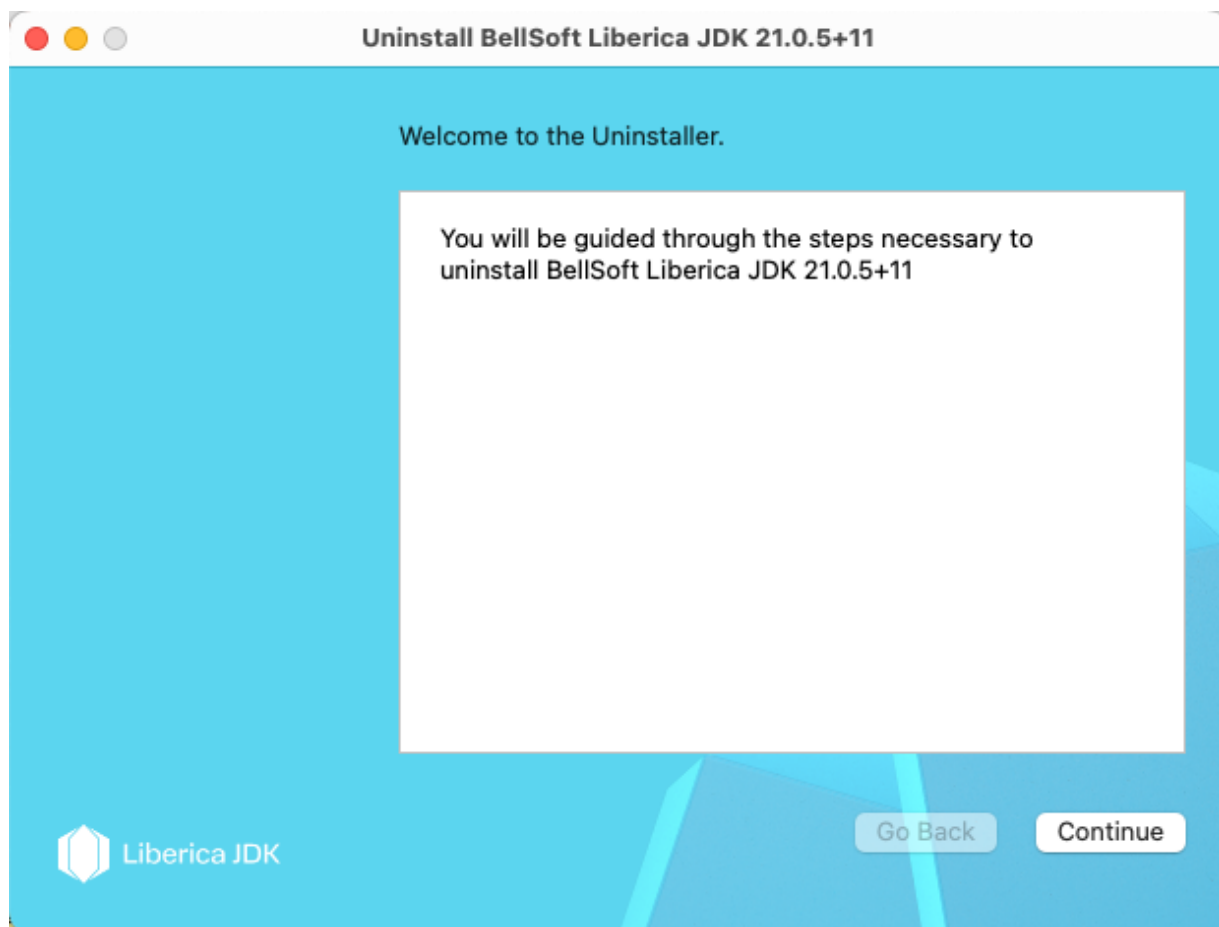 Uninstall BellSoft Liberica JDK 21.0.5+11
Welcome to the Uninstaller.
You will be guided through the steps necessary to
uninstall BellSoft Liberica JDK 21.0.5+11
Go Back
Continue
Liberica JDK